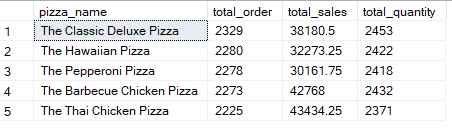 pizza_name total_order total_sales total_quantity
1 The Classic Deluxe Pizza 2329 38180.5 2453
2 The Hawaiian Pizza 2280 32273.25 2422
3 The Pepperoni Pizza 2278 30161.75 2418
4 The Barbecue Chicken Pizza 2273 42768 2432
5 The Thai Chicken Pizza 2225 43434.25 2371